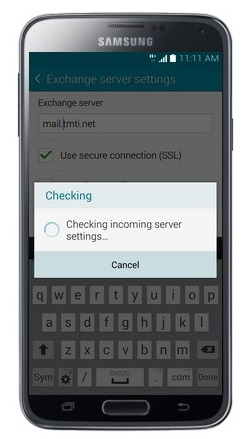 SAMSUNG
11:11 AM
Exchange server settings
Exchange server
mail.tmti.net
Use secure connection (SSL)
Checking
Checking incoming server
settings...
Cancel
q w e r t y u i o p
a s d f g h j k l
z x c v b n m
Sym / . .com Done